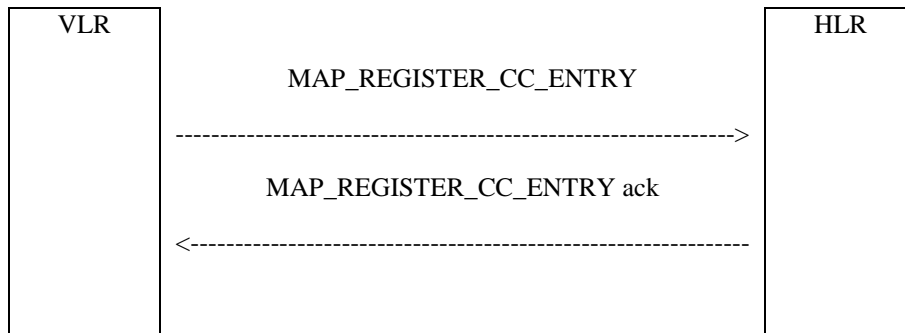 VLR HLR
MAP_REGISTER_CC_ENTRY
MAP_REGISTER_CC_ENTRY ack